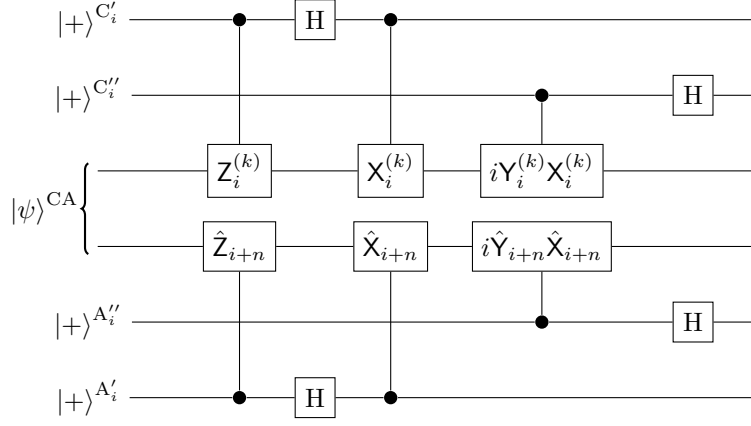 |+⟩^{C′_i} H
|+⟩^{C″_i} H
Z_i^{(k)} X_i^{(k)} iY_i^{(k)}X_i^{(k)}
|ψ⟩^{CA}
Ẑ_{i+n} X̂_{i+n} iŶ_{i+n}X̂_{i+n}
|+⟩^{A″_i} H
|+⟩^{A′_i} H